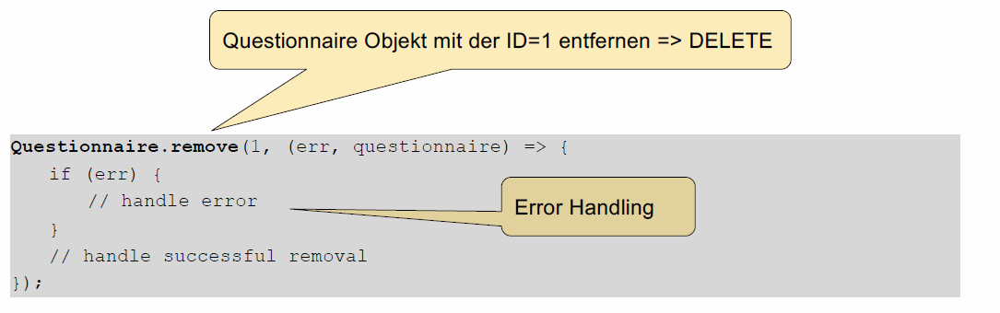 Questionnaire Objekt mit der ID=1 entfernen => DELETE
Questionnaire.remove(1, (err, questionnaire) => {
if (err) {
// handle error
Error Handling
}
// handle successful removal
});